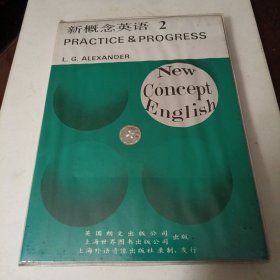 新概念英语 2
PRACTICE & PROGRESS
L. G. ALEXANDER
New
Concept
English
英国朗文出版公司
上海世界图书出版公司 出版
上海外语音像出版社 录制、发行